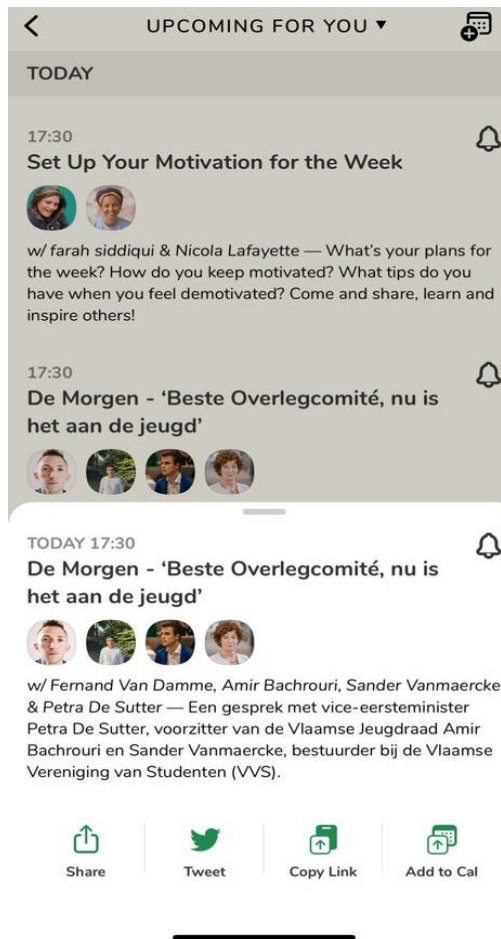 UPCOMING FOR YOU ▼
TODAY
17:30
Set Up Your Motivation for the Week
w/ farah siddiqui & Nicola Lafayette — What's your plans for
the week? How do you keep motivated? What tips do you
have when you feel demotivated? Come and share, learn and
inspire others!
17:30
De Morgen - ‘Beste Overlegcomité, nu is
het aan de jeugd’
TODAY 17:30
De Morgen - ‘Beste Overlegcomité, nu is
het aan de jeugd’
w/ Fernand Van Damme, Amir Bachrouri, Sander Vanmaercke
& Petra De Sutter — Een gesprek met vice-eersteminister
Petra De Sutter, voorzitter van de Vlaamse Jeugdraad Amir
Bachrouri en Sander Vanmaercke, bestuurder bij de Vlaamse
Vereniging van Studenten (VVS).
Share Tweet Copy Link Add to Cal